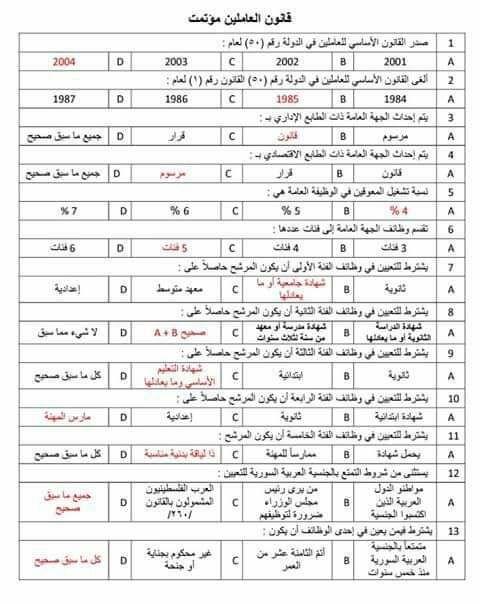 قانون العاملين مؤتمت
1 صدر القانون الأساسي للعاملين في الدولة رقم (٥٠) لعام :
A 2001 B 2002 C 2003 D 2004
2 ألغى القانون الأساسي للعاملين في الدولة رقم (٥٠) القانون رقم (١) لعام :
A 1984 B 1985 C 1986 D 1987
3 يتم إحداث الجهة العامة ذات الطابع الإداري بـ :
A مرسوم B قانون C قرار D جميع ما سبق صحيح
4 يتم إحداث الجهة العامة ذات الطابع الاقتصادي بـ :
A قانون B قرار C مرسوم D جميع ما سبق صحيح
5 نسبة تشغيل المعوقين في الوظيفة العامة هي :
A 4 % B 5 % C 6 % D 7 %
6 تقسم وظائف الجهة العامة إلى فئات عددها :
A 3 فئات B 4 فئات C 5 فئات D 6 فئات
7 يشترط للتعيين في وظائف الفئة الأولى أن يكون المرشح حاصلاً على :
A ثانوية B شهادة جامعية أو ما
يعادلها C معهد متوسط D إعدادية
8 يشترط للتعيين في وظائف الفئة الثانية أن يكون المرشح حاصلاً على :
A شهادة الدراسة
الثانوية أو ما يعادلها B شهادة مدرسة أو معهد
من سنة لثلاث سنوات C صحيح A + B D لا شيء مما سبق
9 يشترط للتعيين في وظائف الفئة الثالثة أن يكون المرشح حاصلاً على :
A ثانوية B ابتدائية C شهادة التعليم
الأساسي وما يعادلها D كل ما سبق صحيح
10 يشترط للتعيين في وظائف الفئة الرابعة أن يكون المرشح حاصلاً على :
A شهادة ابتدائية B ثانوية C إعدادية D مارس المهنة
11 يشترط للتعيين في وظائف الفئة الخامسة أن يكون المرشح :
A يحمل شهادة B ممارساً للمهنة C ذا لياقة بدنية مناسبة D كل ما سبق صحيح
12 يستثنى من شروط التمتع بالجنسية العربية السورية للتعيين :
A مواطنو الدول
العربية الذين
اكتسبوا الجنسية B من يرى رئيس
مجلس الوزراء
ضرورة لتوظيفهم C العرب الفلسطينيون
المشمولون بالقانون
/٢٦٠/ D جميع ما سبق
صحيح
13 يشترط فيمن يعين في إحدى الوظائف أن يكون :
A متمتعاً بالجنسية
العربية السورية
منذ خمس سنوات B أتم الثامنة عشر من
العمر C غير محكوم بجناية
أو جنحة D كل ما سبق صحيح